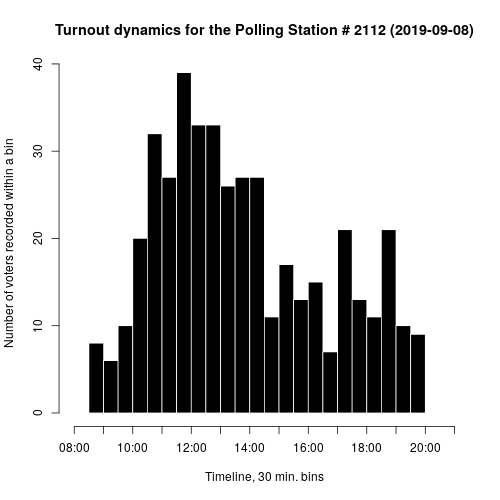 Turnout dynamics for the Polling Station # 2112 (2019-09-08)
Number of voters recorded within a bin
40
30
20
10
0
08:00 10:00 12:00 14:00 16:00 18:00 20:00
Timeline, 30 min. bins